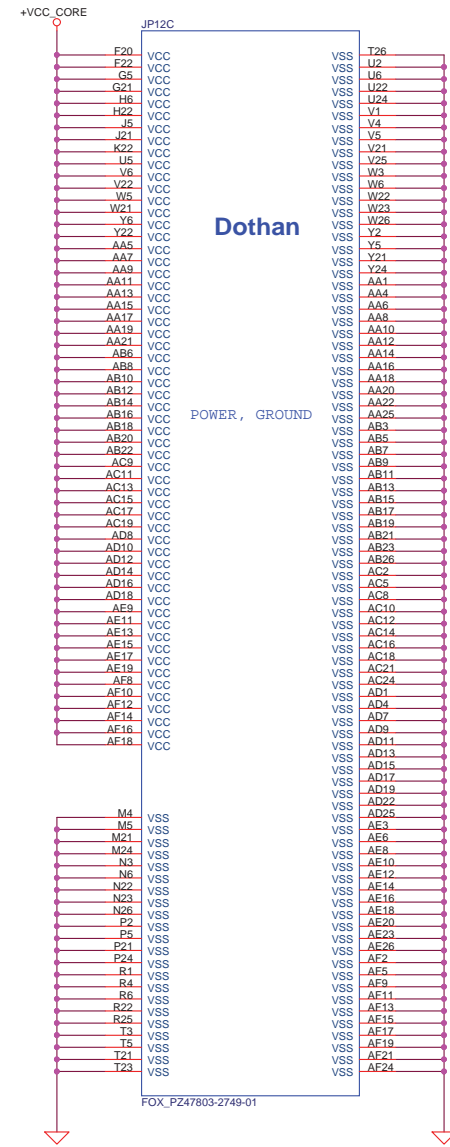 +VCC_CORE
JP12C
F20 VCC VSS T26
F22 VCC VSS U2
G5 VCC VSS U6
G21 VCC VSS U22
H6 VCC VSS U24
H22 VCC VSS V1
J5 VCC VSS V4
J21 VCC VSS V5
K22 VCC VSS V21
U5 VCC VSS V25
V6 VCC VSS W3
V22 VCC VSS W6
W5 VCC VSS W22
W21 VCC VSS W23
Y6 VCC Dothan VSS W26
Y22 VCC VSS Y2
AA5 VCC VSS Y5
AA7 VCC VSS Y21
AA9 VCC VSS Y24
AA11 VCC VSS AA1
AA13 VCC VSS AA4
AA15 VCC VSS AA6
AA17 VCC VSS AA8
AA19 VCC VSS AA10
AA21 VCC VSS AA12
AB6 VCC VSS AA14
AB8 VCC VSS AA16
AB10 VCC VSS AA18
AB12 VCC VSS AA20
AB14 VCC VSS AA22
AB16 VCC POWER, GROUND VSS AA25
AB18 VCC VSS AB3
AB20 VCC VSS AB5
AB22 VCC VSS AB7
AC9 VCC VSS AB9
AC11 VCC VSS AB11
AC13 VCC VSS AB13
AC15 VCC VSS AB15
AC17 VCC VSS AB17
AC19 VCC VSS AB19
AD8 VCC VSS AB21
AD10 VCC VSS AB23
AD12 VCC VSS AB26
AD14 VCC VSS AC2
AD16 VCC VSS AC5
AD18 VCC VSS AC8
AE9 VCC VSS AC10
AE11 VCC VSS AC12
AE13 VCC VSS AC14
AE15 VCC VSS AC16
AE17 VCC VSS AC18
AE19 VCC VSS AC21
AF8 VCC VSS AC24
AF10 VCC VSS AD1
AF12 VCC VSS AD4
AF14 VCC VSS AD7
AF16 VCC VSS AD9
AF18 VCC VSS AD11
VSS AD13
VSS AD15
VSS AD17
VSS AD19
VSS AD22
M4 VSS VSS AD25
M5 VSS VSS AE3
M21 VSS VSS AE6
M24 VSS VSS AE8
N3 VSS VSS AE10
N6 VSS VSS AE12
N22 VSS VSS AE14
N23 VSS VSS AE16
N26 VSS VSS AE18
P2 VSS VSS AE20
P5 VSS VSS AE23
P21 VSS VSS AE26
P24 VSS VSS AF2
R1 VSS VSS AF5
R4 VSS VSS AF9
R6 VSS VSS AF11
R22 VSS VSS AF13
R25 VSS VSS AF15
T3 VSS VSS AF17
T5 VSS VSS AF19
T21 VSS VSS AF21
T23 VSS VSS AF24
FOX_PZ47803-2749-01